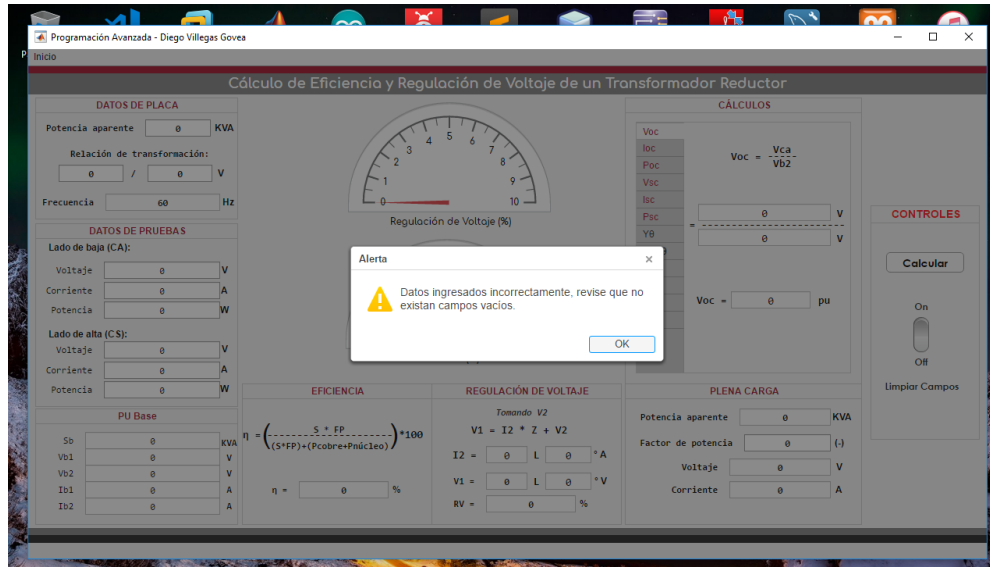 Programación Avanzada - Diego Villegas Govea
Inicio
Cálculo de Eficiencia y Regulación de Voltaje de un Transformador Reductor
DATOS DE PLACA
Potencia aparente 0 KVA
Relación de transformación:
0 / 0 V
Frecuencia 60 Hz
DATOS DE PRUEBAS
Lado de baja (CA):
Voltaje 0 V
Corriente 0 A
Potencia 0 W
Lado de alta (CS):
Voltaje 0 V
Corriente 0 A
Potencia 0 W
PU Base
Sb 0 KVA
Vb1 0 V
Vb2 0 V
Ib1 0 A
Ib2 0 A
0 1 2 3 4 5 6 7 8 9 10
Regulación de Voltaje (%)
Alerta
Datos ingresados incorrectamente, revise que no
existan campos vacíos.
OK
EFICIENCIA
S * FP
η = (----------------------)*100
(S*FP)+(Pcobre+Pnúcleo)
η = 0 %
REGULACIÓN DE VOLTAJE
Tomando V2
V1 = I2 * Z + V2
I2 = 0 L 0 ° A
V1 = 0 L 0 ° V
RV = 0 %
CÁLCULOS
Voc
Ioc
Poc
Vsc
Isc
Psc
Yθ
Vca
Voc = ----
Vb2
0 V
= --------------------
0 V
Voc = 0 pu
PLENA CARGA
Potencia aparente 0 KVA
Factor de potencia 0 (-)
Voltaje 0 V
Corriente 0 A
CONTROLES
Calcular
On
Off
Limpiar Campos